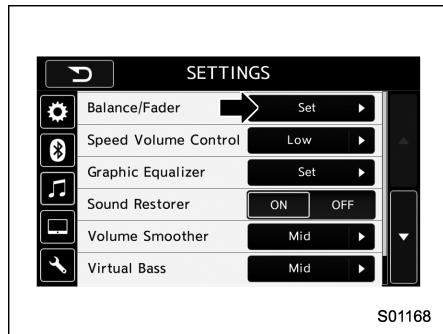 SETTINGS
Balance/Fader Set
Speed Volume Control Low
Graphic Equalizer Set
Sound Restorer ON OFF
Volume Smoother Mid
Virtual Bass Mid
S01168